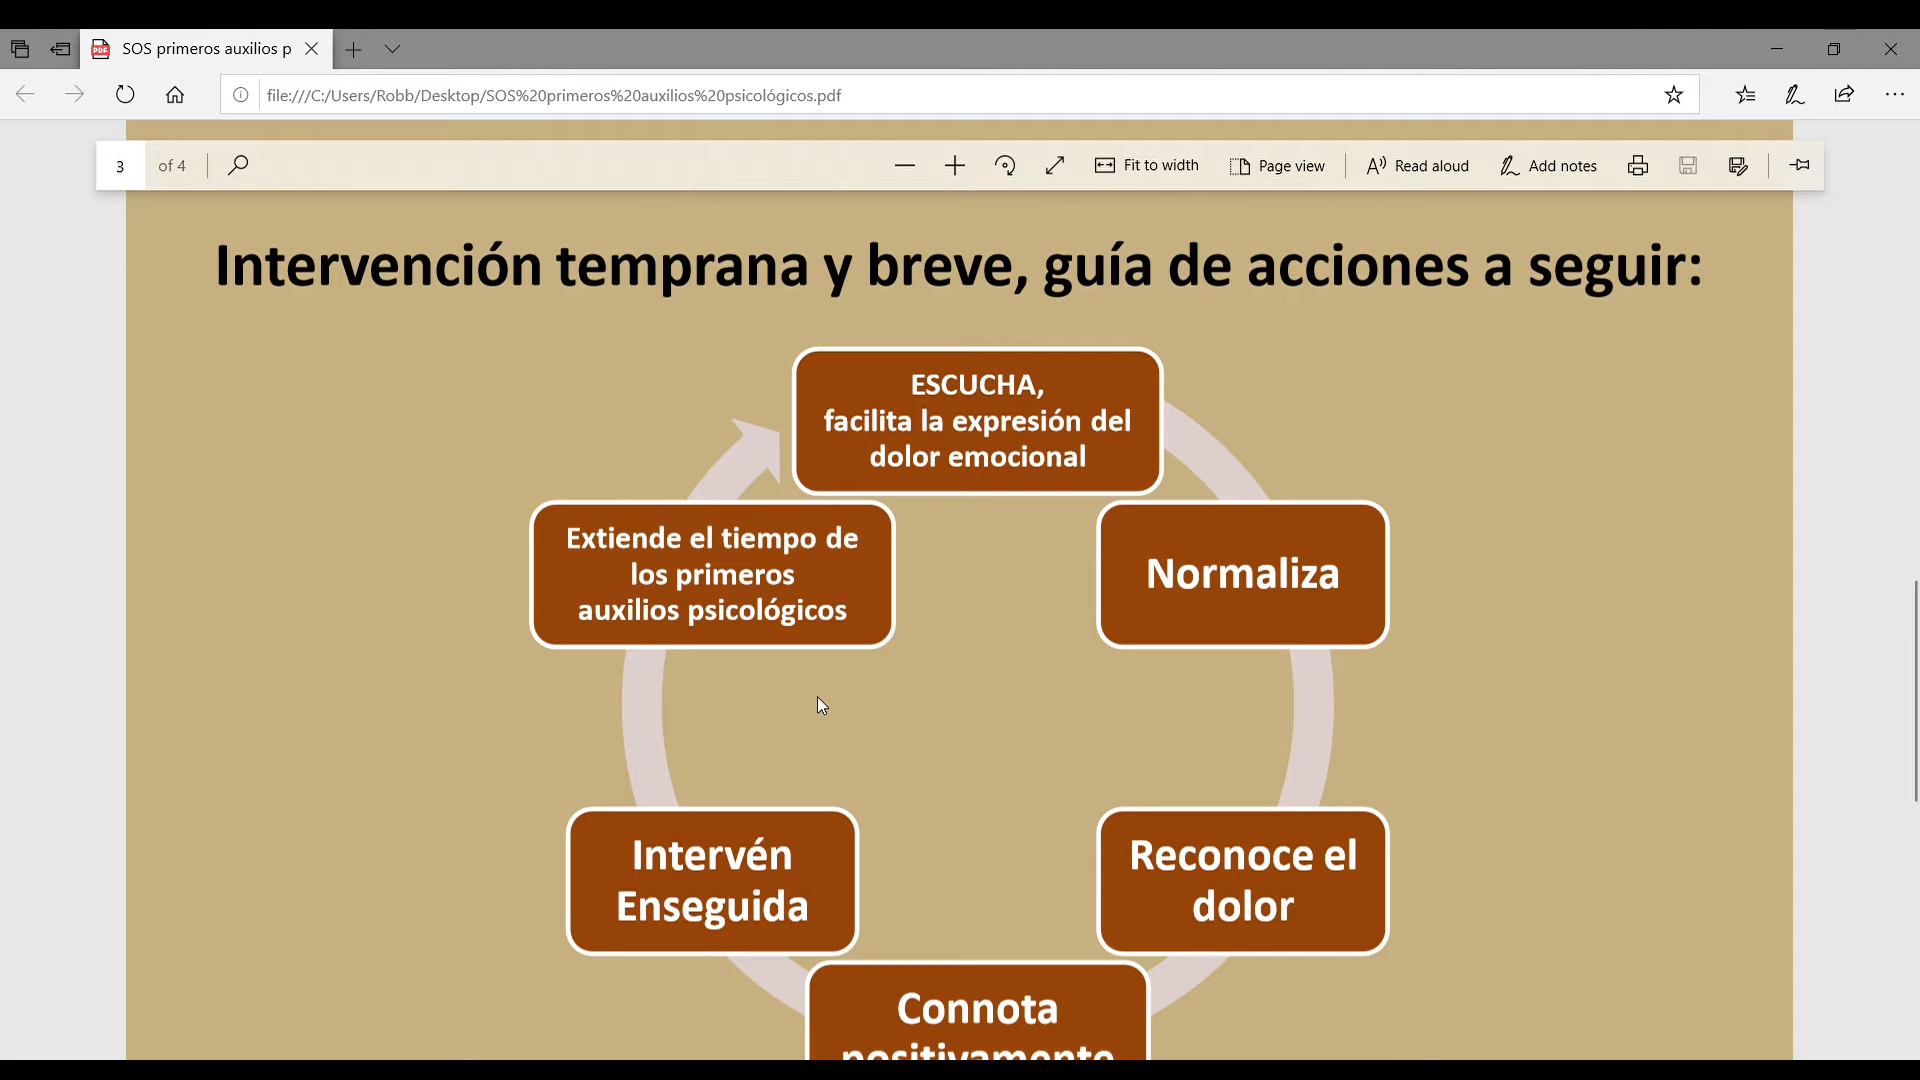 SOS primeros auxilios p
file:///C:/Users/Robb/Desktop/SOS%20primeros%20auxilios%20psicológicos.pdf
3 of 4
Fit to width
Page view
Read aloud
Add notes
Intervención temprana y breve, guía de acciones a seguir:
ESCUCHA,
facilita la expresión del
dolor emocional
Normaliza
Reconoce el
dolor
Connota
positivamente
Intervén
Enseguida
Extiende el tiempo de
los primeros
auxilios psicológicos